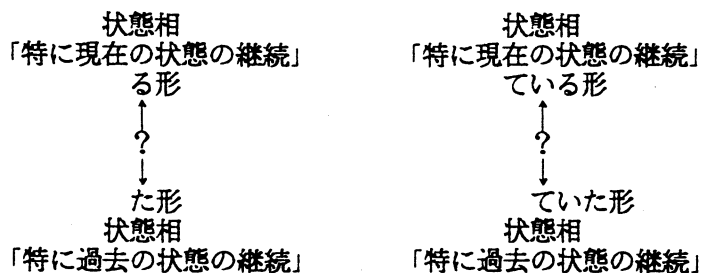 状態相
「特に現在の状態の継続」
る形
?
た形
状態相
「特に過去の状態の継続」
状態相
「特に現在の状態の継続」
ている形
?
ていた形
状態相
「特に過去の状態の継続」